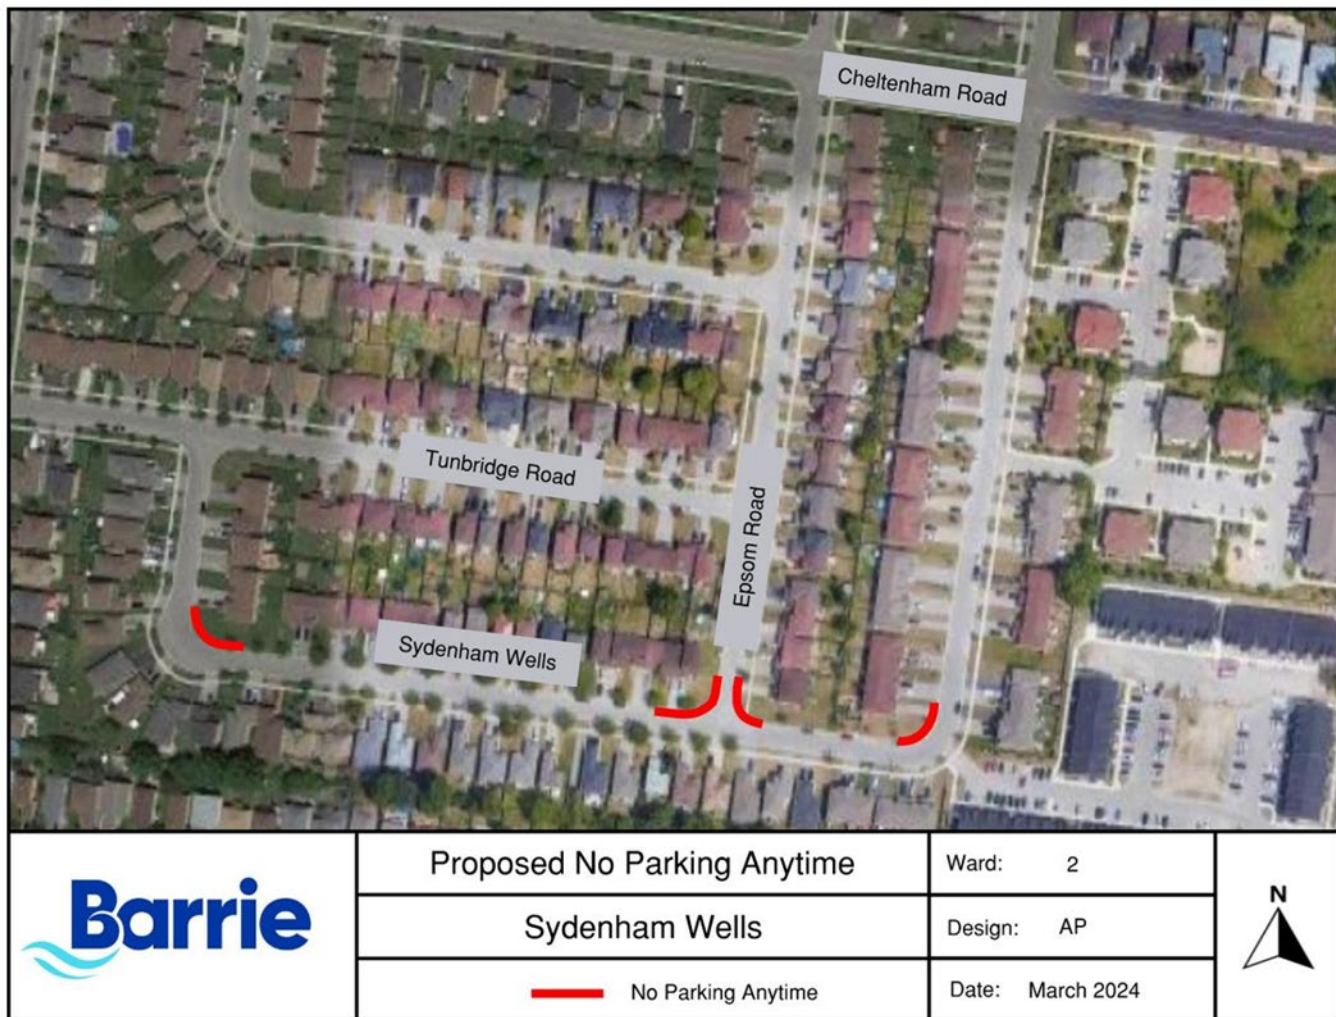 Cheltenham Road
Tunbridge Road
Epsom Road
Sydenham Wells
Barrie
Proposed No Parking Anytime
Sydenham Wells
No Parking Anytime
Ward: 2
Design: AP
Date: March 2024
N